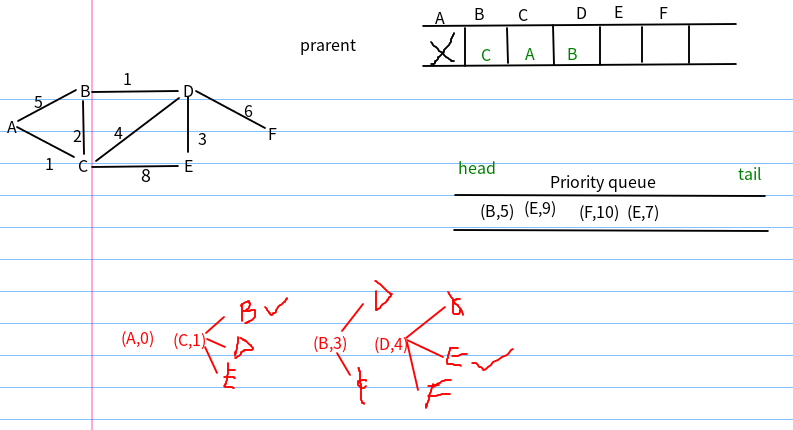 A B C D E F
prarent
X C A B
1
B D
5 6
A 2 4 3 F
1 C E
8
head tail
Priority queue
(B,5) (E,9) (F,10) (E,7)
B D E
(A,0) (C,1) D (B,3) (D,4) E
E F